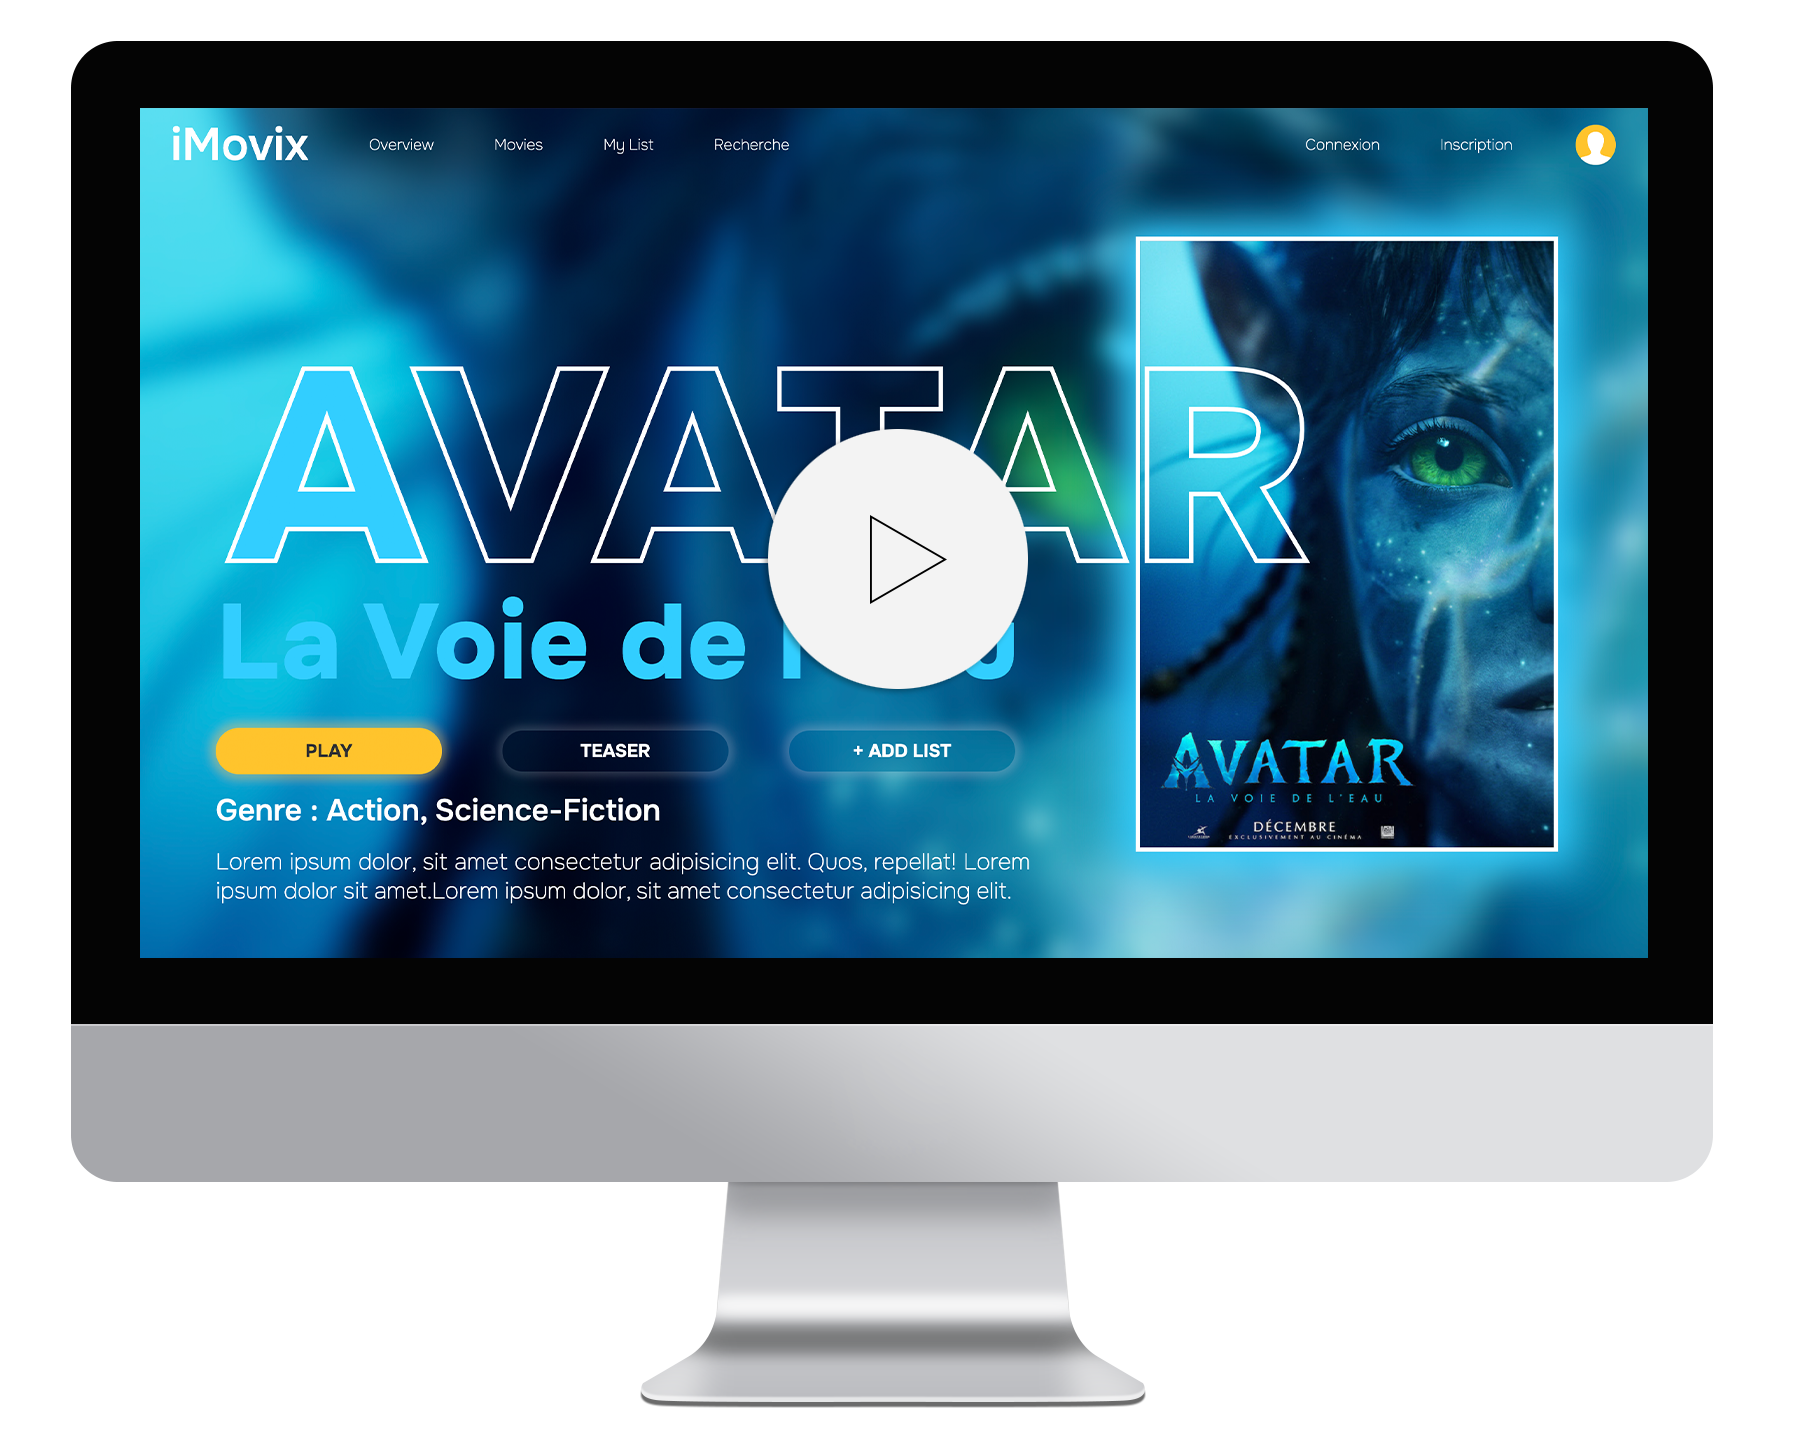 iMovix Overview Movies My List Recherche Connexion Inscription
AVATAR
La Voie de
PLAY TEASER + ADD LIST
Genre : Action, Science-Fiction
Lorem ipsum dolor, sit amet consectetur adipisicing elit. Quos, repellat! Lorem
ipsum dolor sit amet.Lorem ipsum dolor, sit amet consectetur adipisicing elit.
AVATAR
LA VOIE DE L'EAU
DÉCEMBRE
EXCLUSIVEMENT AU CINÉMA